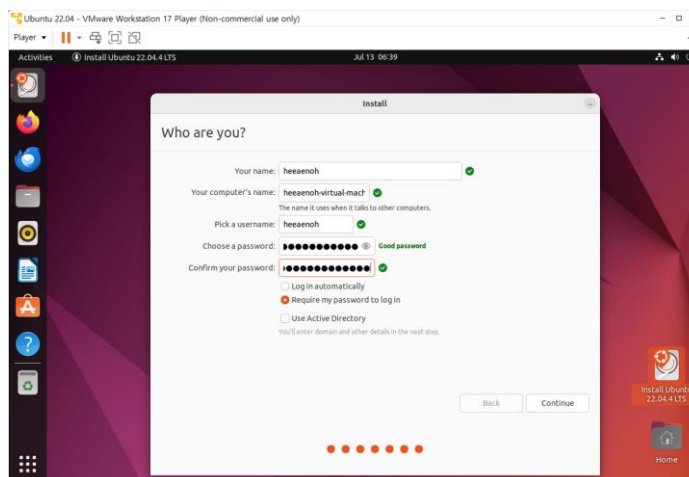 Ubuntu 22.04 - VMware Workstation 17 Player (Non-commercial use only)
Player
Activities
Install Ubuntu 22.04.4 LTS
Jul 13 06:39
Install
Who are you?
Your name: heeaenoh
Your computer's name: heeaenoh-virtual-mach
The name it uses when it talks to other computers.
Pick a username: heeaenoh
Choose a password: Good password
Confirm your password:
Log in automatically
Require my password to log in
Use Active Directory
You'll enter domain and other details in the next step.
Back Continue
Install Ubuntu
22.04.4 LTS
Home